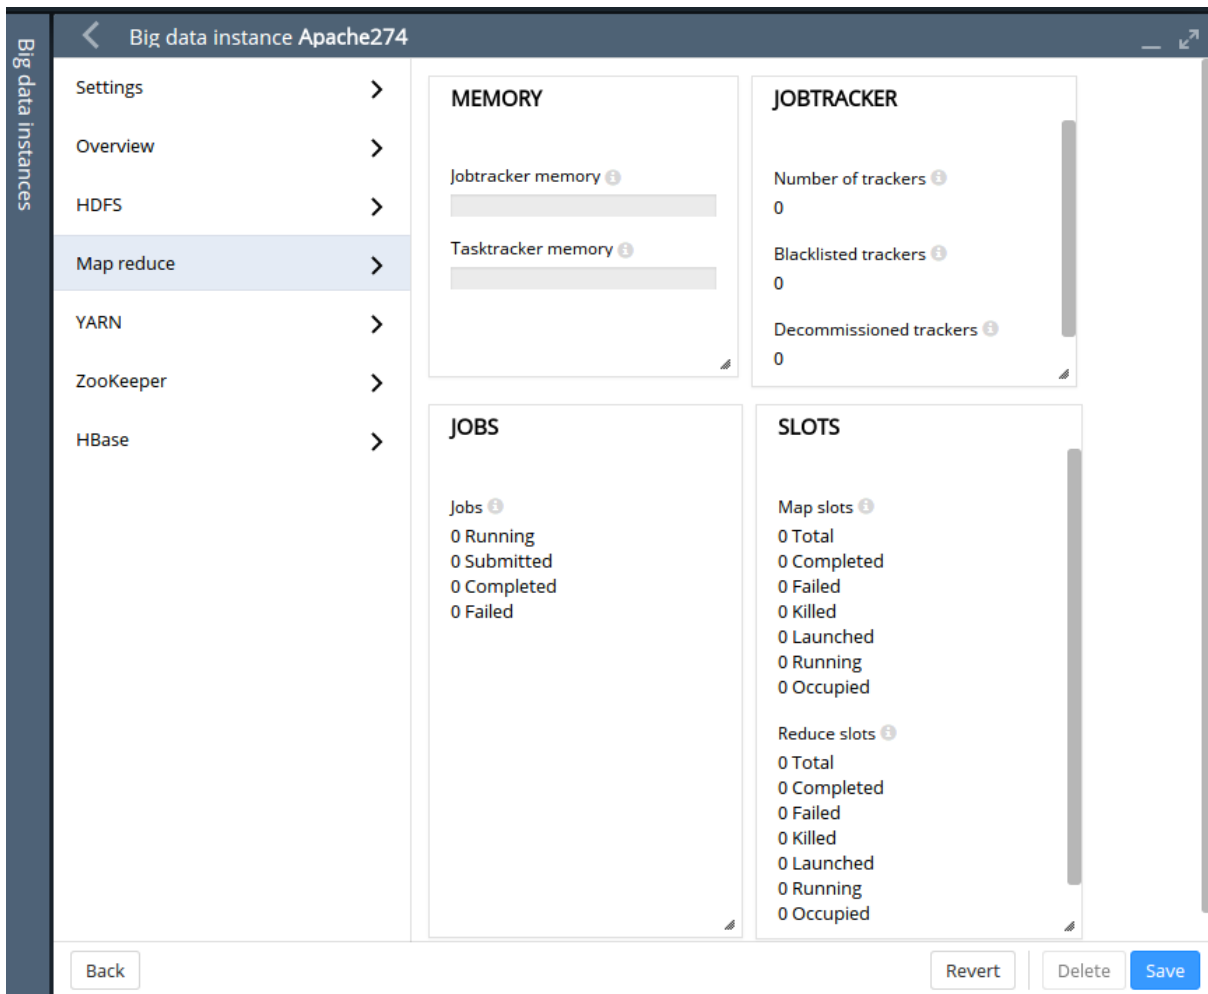 Big data instances
Big data instance Apache274
Settings
Overview
HDFS
Map reduce
YARN
ZooKeeper
HBase
MEMORY
Jobtracker memory
Tasktracker memory
JOBTRACKER
Number of trackers
0
Blacklisted trackers
0
Decommissioned trackers
0
JOBS
Jobs
0 Running
0 Submitted
0 Completed
0 Failed
SLOTS
Map slots
0 Total
0 Completed
0 Failed
0 Killed
0 Launched
0 Running
0 Occupied
Reduce slots
0 Total
0 Completed
0 Failed
0 Killed
0 Launched
0 Running
0 Occupied
Back
Revert
Delete
Save